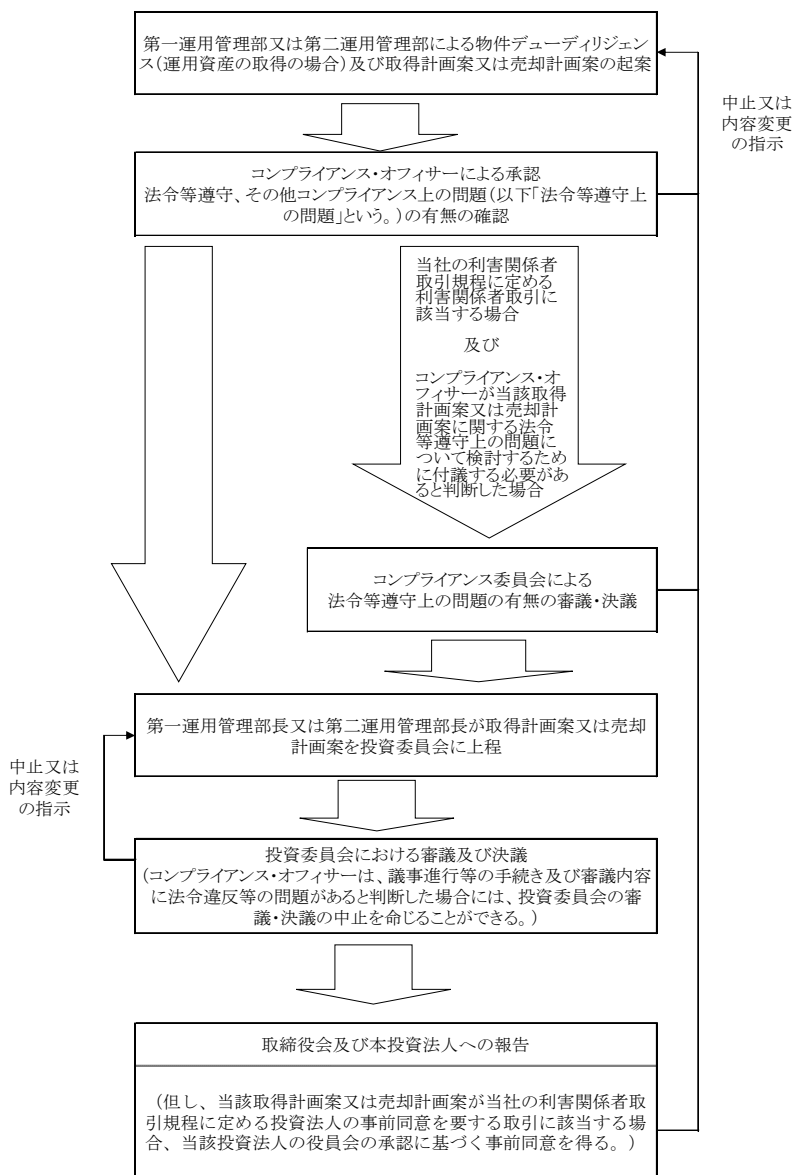 第一運用管理部又は第二運用管理部による物件デューディリジェン
ス(運用資産の取得の場合)及び取得計画案又は売却計画案の起案
中止又は
内容変更
の指示
コンプライアンス・オフィサーによる承認
法令等遵守、その他コンプライアンス上の問題(以下「法令等遵守上
の問題」という。)の有無の確認
当社の利害関係者
取引規程に定める
利害関係者取引に
該当する場合
及び
コンプライアンス・オ
フィサーが当該取得
計画案又は売却計
画案に関する法令
等遵守上の問題に
ついて検討するため
に付議する必要があ
ると判断した場合
コンプライアンス委員会による
法令等遵守上の問題の有無の審議・決議
第一運用管理部長又は第二運用管理部長が取得計画案又は売却
計画案を投資委員会に上程
中止又は
内容変更
の指示
投資委員会における審議及び決議
(コンプライアンス・オフィサーは、議事進行等の手続き及び審議内容
に法令違反等の問題があると判断した場合には、投資委員会の審
議・決議の中止を命じることができる。)
取締役会及び本投資法人への報告
(但し、当該取得計画案又は売却計画案が当社の利害関係者取
引規程に定める投資法人の事前同意を要する取引に該当する場
合、当該投資法人の役員会の承認に基づく事前同意を得る。)